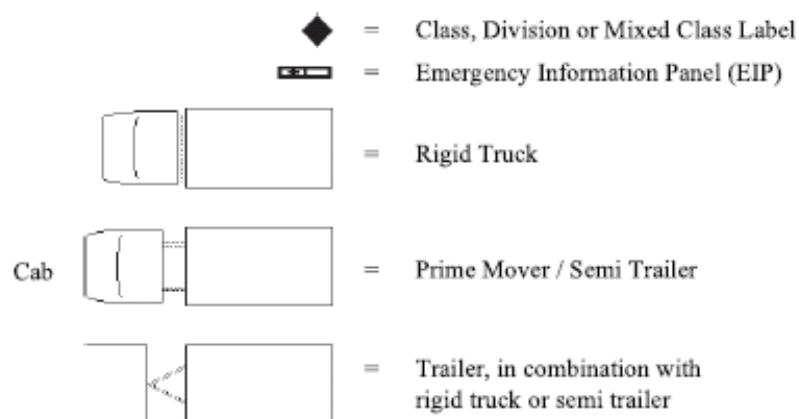 = Class, Division or Mixed Class Label
= Emergency Information Panel (EIP)
= Rigid Truck
Cab = Prime Mover / Semi Trailer
= Trailer, in combination with
rigid truck or semi trailer